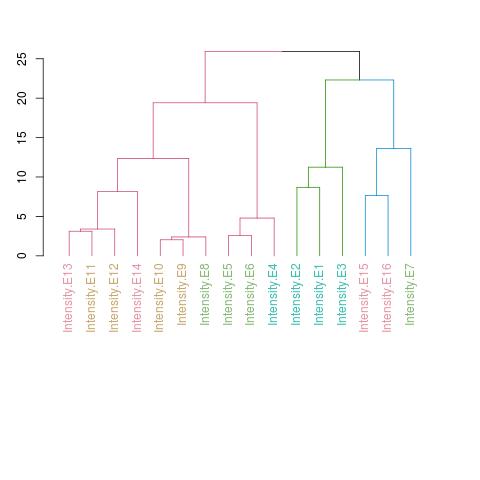 25
20
15
10
5
0
Intensity.E13
Intensity.E11
Intensity.E12
Intensity.E14
Intensity.E10
Intensity.E9
Intensity.E8
Intensity.E5
Intensity.E6
Intensity.E4
Intensity.E2
Intensity.E1
Intensity.E3
Intensity.E15
Intensity.E16
Intensity.E7